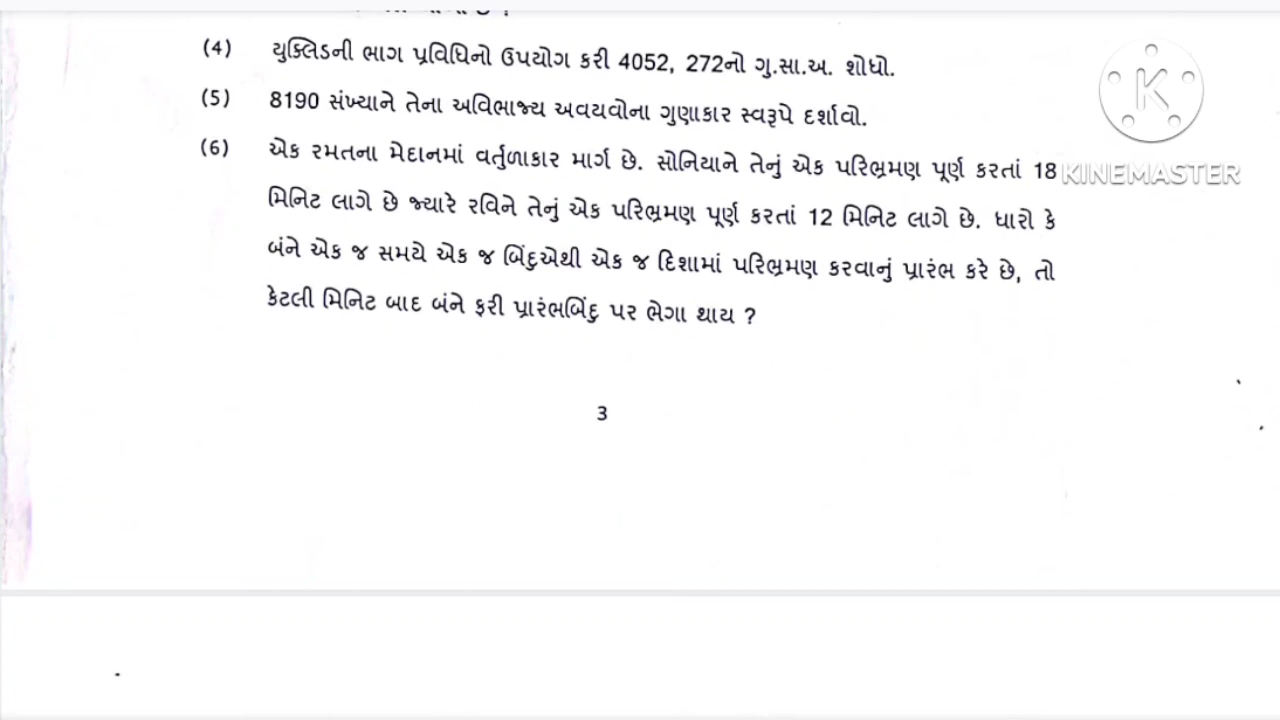 (4) યુક્લિડની ભાગ પ્રવિધિનો ઉપયોગ કરી 4052, 272નો ગુ.સા.અ. શોધો.
(5) 8190 સંખ્યાને તેના અવિભાજ્ય અવયવોના ગુણાકાર સ્વરૂપે દર્શાવો.
(6) એક રમતના મેદાનમાં વર્તુળાકાર માર્ગ છે. સોનિયાને તેનું એક પરિભ્રમણ પૂર્ણ કરતાં 18
મિનિટ લાગે છે જ્યારે રવિને તેનું એક પરિભ્રમણ પૂર્ણ કરતાં 12 મિનિટ લાગે છે. ધારો કે
બંને એક જ સમયે એક જ બિંદુએથી એક જ દિશામાં પરિભ્રમણ કરવાનું પ્રારંભ કરે છે, તો
કેટલી મિનિટ બાદ બંને ફરી પ્રારંભબિંદુ પર ભેગા થાય ?
3
K
KINEMASTER